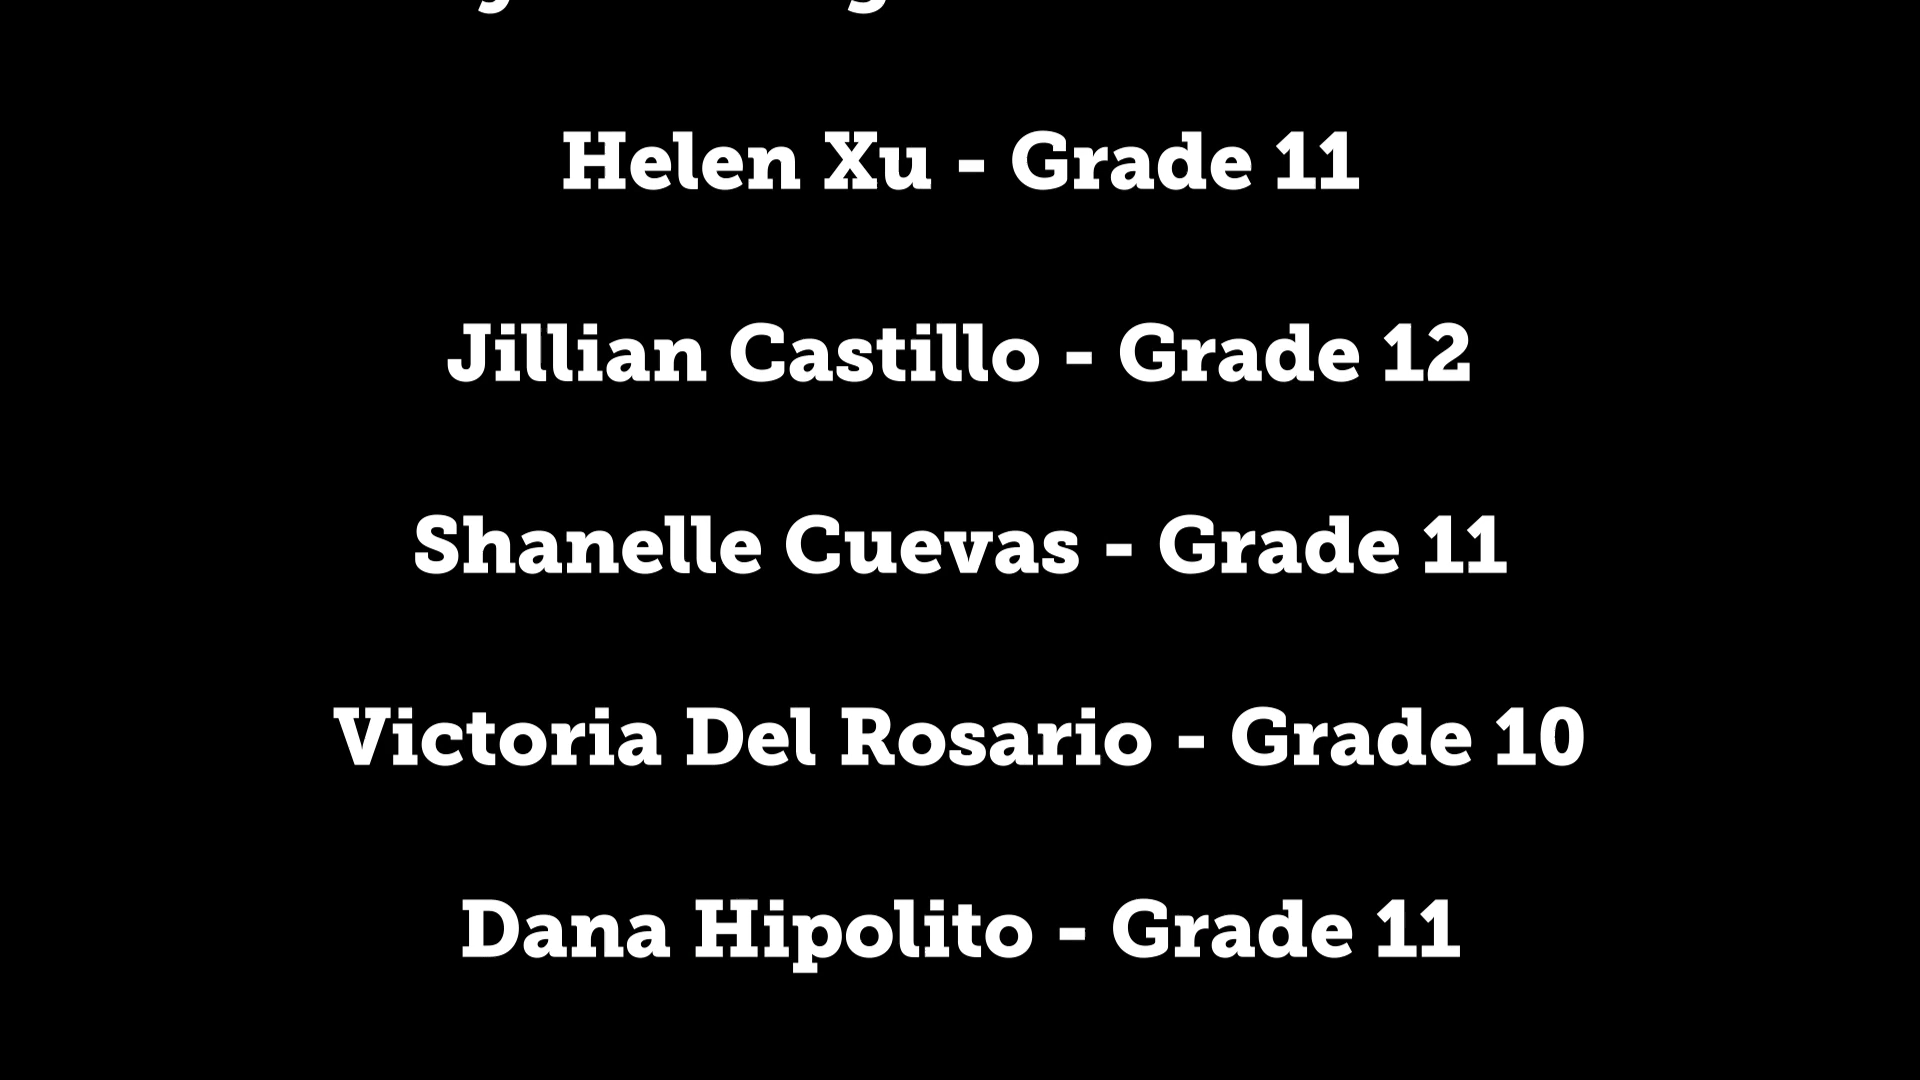 Helen Xu - Grade 11
Jillian Castillo - Grade 12
Shanelle Cuevas - Grade 11
Victoria Del Rosario - Grade 10
Dana Hipolito - Grade 11